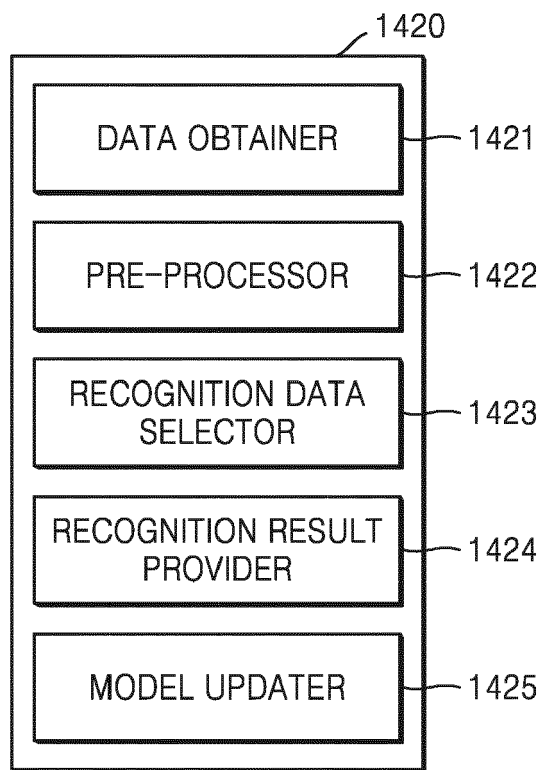 1420
DATA OBTAINER
1421
PRE-PROCESSOR
1422
RECOGNITION DATA
SELECTOR
1423
RECOGNITION RESULT
PROVIDER
1424
MODEL UPDATER
1425